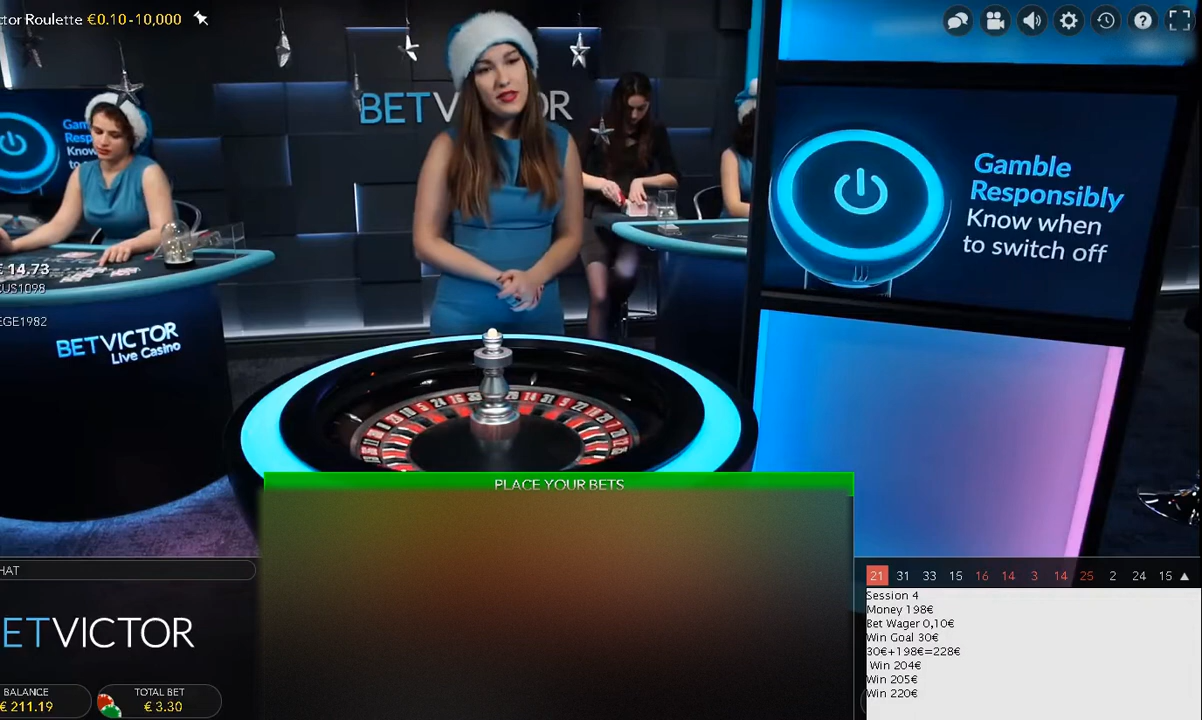 ctor Roulette €0.10-10,000
BETVICTOR
Gamble
Responsibly
Know when
to switch off
€ 14.73
CUS1098
EGE1982
BETVICTOR
Live Casino
PLACE YOUR BETS
HAT
ETVICTOR
BALANCE
€ 211.19
TOTAL BET
€ 3.30
21 31 33 15 16 14 3 14 25 2 24 15
Session 4
Money 198€
Bet Wager 0,10€
Win Goal 30€
30€+198€=228€
Win 204€
Win 205€
Win 220€